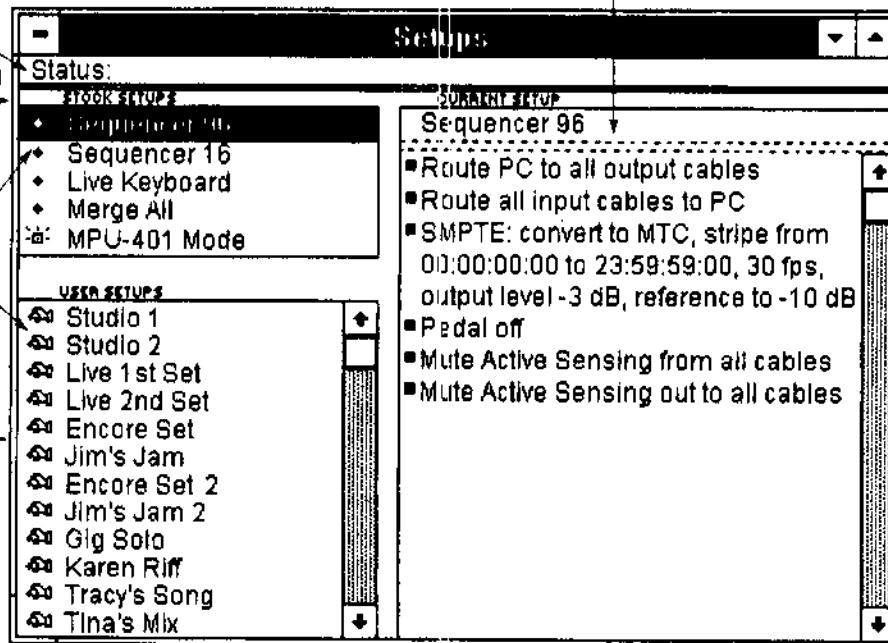 Setups
Status:
STOCK SETUPS
Sequencer 96
Sequencer 16
Live Keyboard
Merge All
MPU-401 Mode
USER SETUPS
Studio 1
Studio 2
Live 1st Set
Live 2nd Set
Encore Set
Jim's Jam
Encore Set 2
Jim's Jam 2
Gig Solo
Karen Riff
Tracy's Song
Tina's Mix
CURRENT SETUP
Sequencer 96
Route PC to all output cables
Route all input cables to PC
SMPTE: convert to MTC, stripe from
00:00:00:00 to 23:59:59:00, 30 fps,
output level -3 dB, reference to -10 dB
Pedal off
Mute Active Sensing from all cables
Mute Active Sensing out to all cables